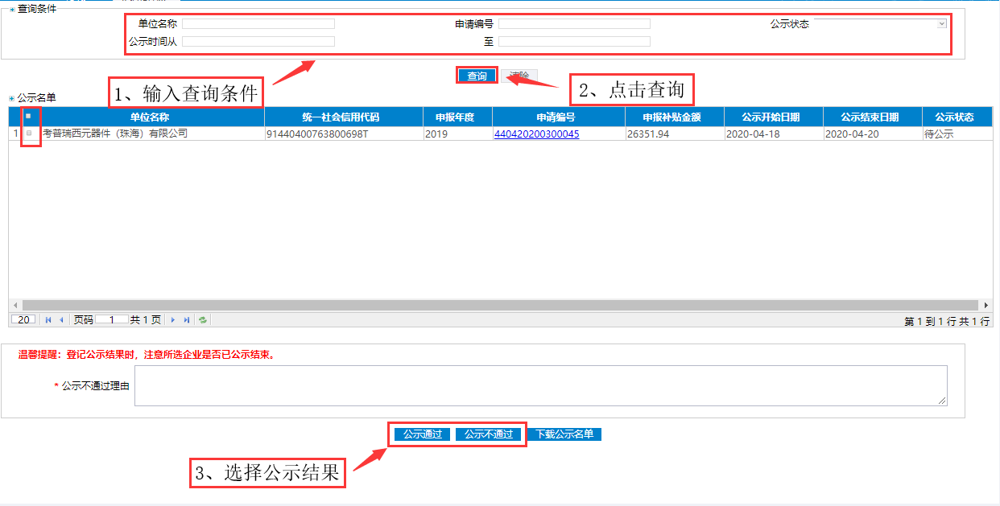 查询条件
单位名称 申请编号 公示状态
公示时间从 至
查询 清除
1、输入查询条件
2、点击查询
公示名单
单位名称 统一社会信用代码 申报年度 申请编号 申报补贴金额 公示开始日期 公示结束日期 公示状态
1 考普瑞西元器件（珠海）有限公司 91440400763800698T 2019 440420200300045 26351.94 2020-04-18 2020-04-20 待公示
20 页码 1 共 1 页 第 1 到 1 行 共 1 行
温馨提醒：登记公示结果时，注意所选企业是否已公示结束。
* 公示不通过理由
公示通过 公示不通过 下载公示名单
3、选择公示结果